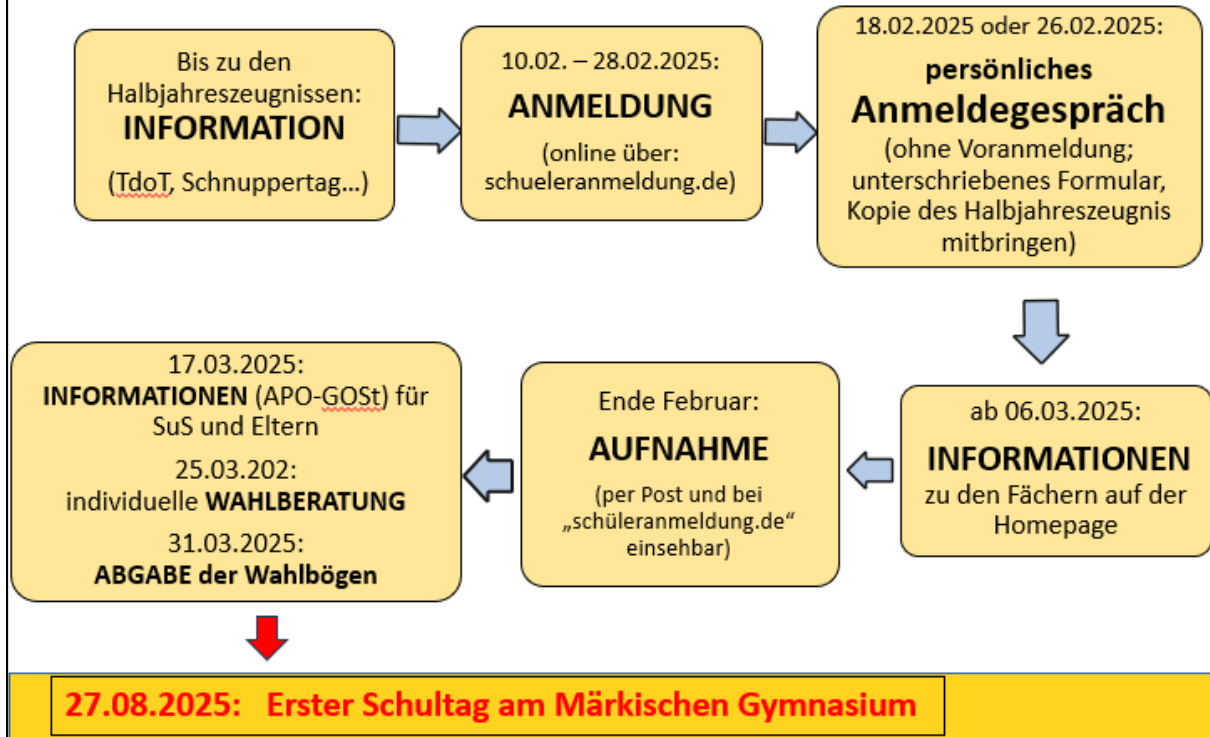 Bis zu den
Halbjahreszeugnissen:
INFORMATION
(TdoT, Schnuppertag...)
10.02. – 28.02.2025:
ANMELDUNG
(online über:
schueleranmeldung.de)
18.02.2025 oder 26.02.2025:
persönliches
Anmeldegespräch
(ohne Voranmeldung;
unterschriebenes Formular,
Kopie des Halbjahreszeugnis
mitbringen)
ab 06.03.2025:
INFORMATIONEN
zu den Fächern auf der
Homepage
Ende Februar:
AUFNAHME
(per Post und bei
„schüleranmeldung.de“
einsehbar)
17.03.2025:
INFORMATIONEN (APO-GOSt) für
SuS und Eltern
25.03.202:
individuelle WAHLBERATUNG
31.03.2025:
ABGABE der Wahlbögen
27.08.2025: Erster Schultag am Märkischen Gymnasium